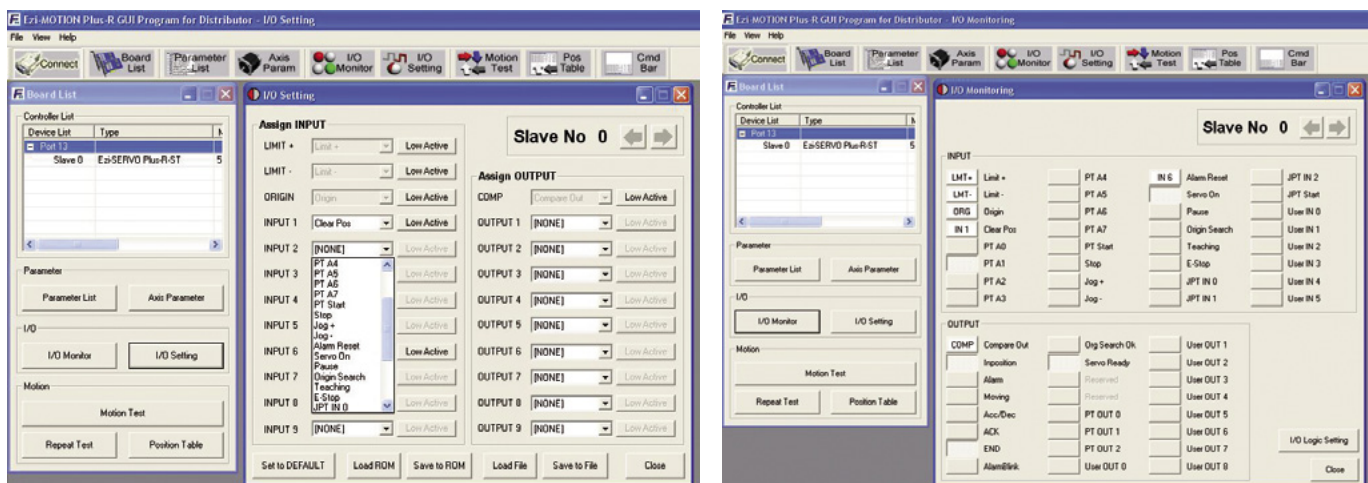 Ezi-MOTION Plus-R GUI Program for Distributor - I/O Setting
File View Help
Connect
Board List
Parameter List
Axis Param
I/O Monitor
I/O Setting
Motion Test
Pos Table
Cmd Bar
Board List
Controller List
Device List Type
Port 13
Slave 0 Ezi-SERVO Plus-R-ST 5
Parameter
Parameter List Axis Parameter
I/O
I/O Monitor I/O Setting
Motion
Motion Test
Repeat Test Position Table
I/O Setting
Slave No 0
Assign INPUT
LIMIT + Limit + Low Active
LIMIT - Limit - Low Active
ORIGIN Origin Low Active
INPUT 1 Clear Pos Low Active
INPUT 2 [NONE] Low Active
INPUT 3 Low Active
INPUT 4 Low Active
INPUT 5 Low Active
INPUT 6 Low Active
INPUT 7 Low Active
INPUT 8 Low Active
INPUT 9 [NONE] Low Active
PT A4
PT A5
PT A6
PT A7
PT Start
Stop
Jog +
Jog -
Alarm Reset
Servo On
Pause
Origin Search
Teaching
E-Stop
JPT IN 0
Assign OUTPUT
COMP Compare Out Low Active
OUTPUT 1 [NONE] Low Active
OUTPUT 2 [NONE] Low Active
OUTPUT 3 [NONE] Low Active
OUTPUT 4 [NONE] Low Active
OUTPUT 5 [NONE] Low Active
OUTPUT 6 [NONE] Low Active
OUTPUT 7 [NONE] Low Active
OUTPUT 8 [NONE] Low Active
OUTPUT 9 [NONE] Low Active
Set to DEFAULT Load ROM Save to ROM Load File Save to File Close
Ezi-MOTION Plus-R GUI Program for Distributor - I/O Monitoring
File View Help
Connect
Board List
Parameter List
Axis Param
I/O Monitor
I/O Setting
Motion Test
Pos Table
Cmd Bar
Board List
Controller List
Device List Type
Port 13
Slave 0 Ezi-SERVO Plus-R-ST 5
Parameter
Parameter List Axis Parameter
I/O
I/O Monitor I/O Setting
Motion
Motion Test
Repeat Test Position Table
I/O Monitoring
Slave No 0
INPUT
LMT+ Limit + PT A4 IN 6 Alarm Reset JPT IN 2
LMT- Limit - PT A5 Servo On JPT Start
ORG Origin PT A6 Pause User IN 0
IN 1 Clear Pos PT A7 Origin Search User IN 1
PT A0 PT Start Teaching User IN 2
PT A1 Stop E-Stop User IN 3
PT A2 Jog + JPT IN 0 User IN 4
PT A3 Jog - JPT IN 1 User IN 5
OUTPUT
COMP Compare Out Org Search Ok User OUT 1
Inposition Servo Ready User OUT 2
Alarm Reserved User OUT 3
Moving Reserved User OUT 4
Acc/Dec PT OUT 0 User OUT 5
ACK PT OUT 1 User OUT 6
END PT OUT 2 User OUT 7
AlarmBlink User OUT 0 User OUT 8
I/O Logic Setting
Close